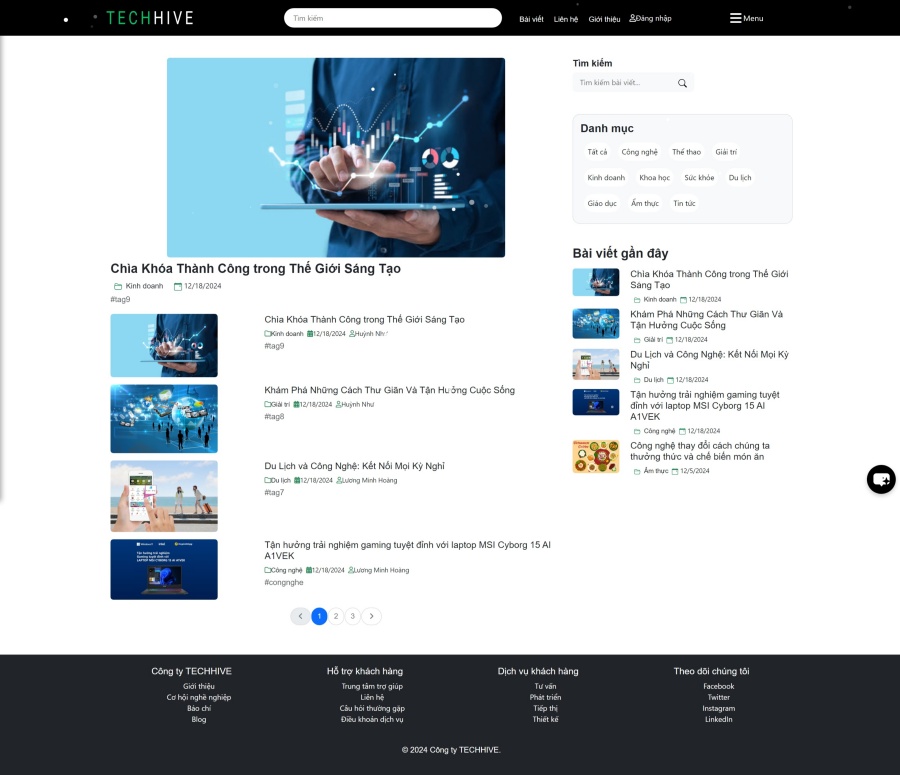 TECHHIVE
Tìm kiếm
Bài viết
Liên hệ
Giới thiệu
Đăng nhập
Menu
Chìa Khóa Thành Công trong Thế Giới Sáng Tạo
Kinh doanh 12/18/2024
#tag9
Chìa Khóa Thành Công trong Thế Giới Sáng Tạo
Kinh doanh 12/18/2024 Huỳnh Như
#tag9
Khám Phá Những Cách Thư Giãn Và Tận Hưởng Cuộc Sống
Giải trí 12/18/2024 Huỳnh Như
#tag8
Du Lịch và Công Nghệ: Kết Nối Mọi Kỳ Nghỉ
Du lịch 12/18/2024 Lương Minh Hoàng
#tag7
Tận hưởng trải nghiệm gaming tuyệt đỉnh với laptop MSI Cyborg 15 AI
A1VEK
Công nghệ 12/18/2024 Lương Minh Hoàng
#congnghe
1 2 3
Tìm kiếm
Tìm kiếm bài viết...
Danh mục
Tất cả Công nghệ Thể thao Giải trí
Kinh doanh Khoa học Sức khỏe Du lịch
Giáo dục Ẩm thực Tin tức
Bài viết gần đây
Chìa Khóa Thành Công trong Thế Giới
Sáng Tạo
Kinh doanh 12/18/2024
Khám Phá Những Cách Thư Giãn Và
Tận Hưởng Cuộc Sống
Giải trí 12/18/2024
Du Lịch và Công Nghệ: Kết Nối Mọi Kỳ
Nghỉ
Du lịch 12/18/2024
Tận hưởng trải nghiệm gaming tuyệt
đỉnh với laptop MSI Cyborg 15 AI
A1VEK
Công nghệ 12/18/2024
Công nghệ thay đổi cách chúng ta
thưởng thức và chế biến món ăn
Ẩm thực 12/5/2024
Công ty TECHHIVE
Giới thiệu
Cơ hội nghề nghiệp
Báo chí
Blog
Hỗ trợ khách hàng
Trung tâm trợ giúp
Liên hệ
Câu hỏi thường gặp
Điều khoản dịch vụ
Dịch vụ khách hàng
Tư vấn
Phát triển
Tiếp thị
Thiết kế
Theo dõi chúng tôi
Facebook
Twitter
Instagram
LinkedIn
© 2024 Công ty TECHHIVE.